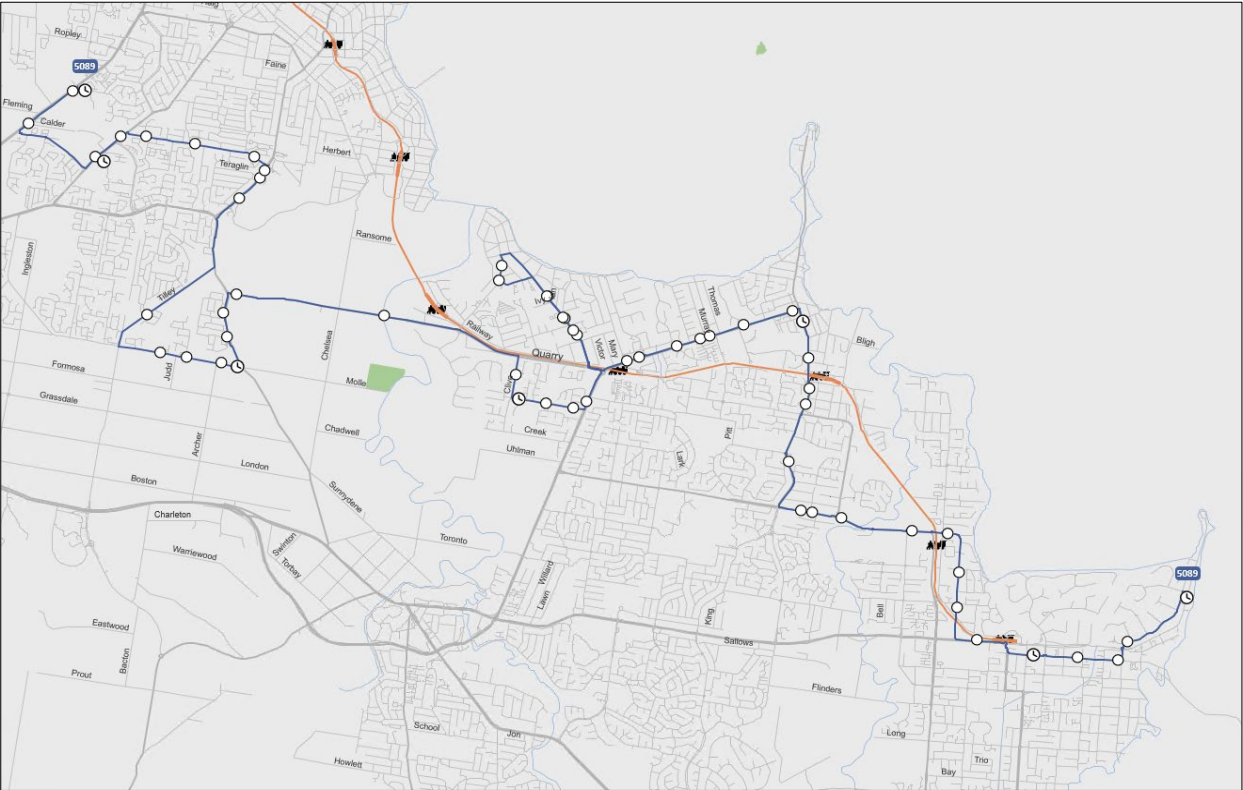 Ropley
5089
Faine
Fleming
Calder
Herbert
Teraglin
Ransome
Ingleston
Tilley
Thomas
Murray
Railway
Mary
Victor
Quarry
Bligh
Chelsea
Formosa
Judd
Molle
Clive
Grassdale
Creek
Pitt
Chadwell
Uhlman
Archer
Lark
London
Boston
Sunnydene
Charleton
Swinton
Toronto
Warriewood
Torbay
Willard
5089
Lawn
Bell
King
Eastwood
Sallows
Bacton
Prout
Flinders
School
Jon
Long
Howlett
Trio
Bay